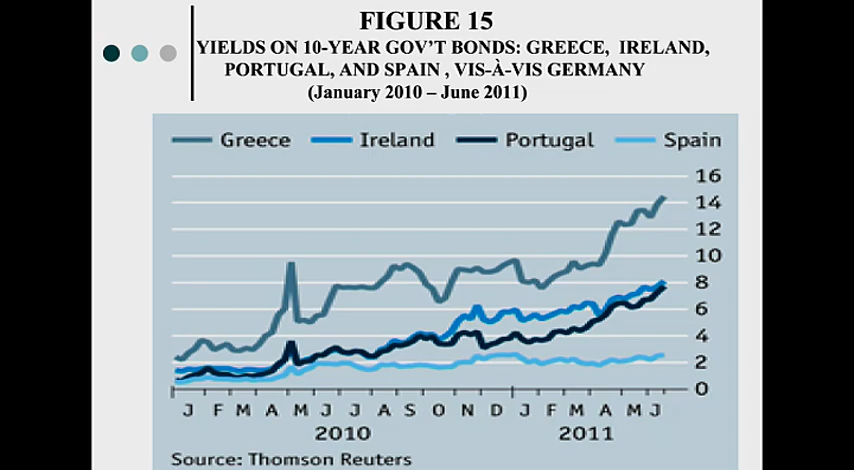 FIGURE 15
YIELDS ON 10-YEAR GOV’T BONDS: GREECE, IRELAND,
PORTUGAL, AND SPAIN , VIS-À-VIS GERMANY
(January 2010 – June 2011)
Greece Ireland Portugal Spain
16
14
12
10
8
6
4
2
0
J F M A M J J A S O N D J F M A M J
2010 2011
Source: Thomson Reuters